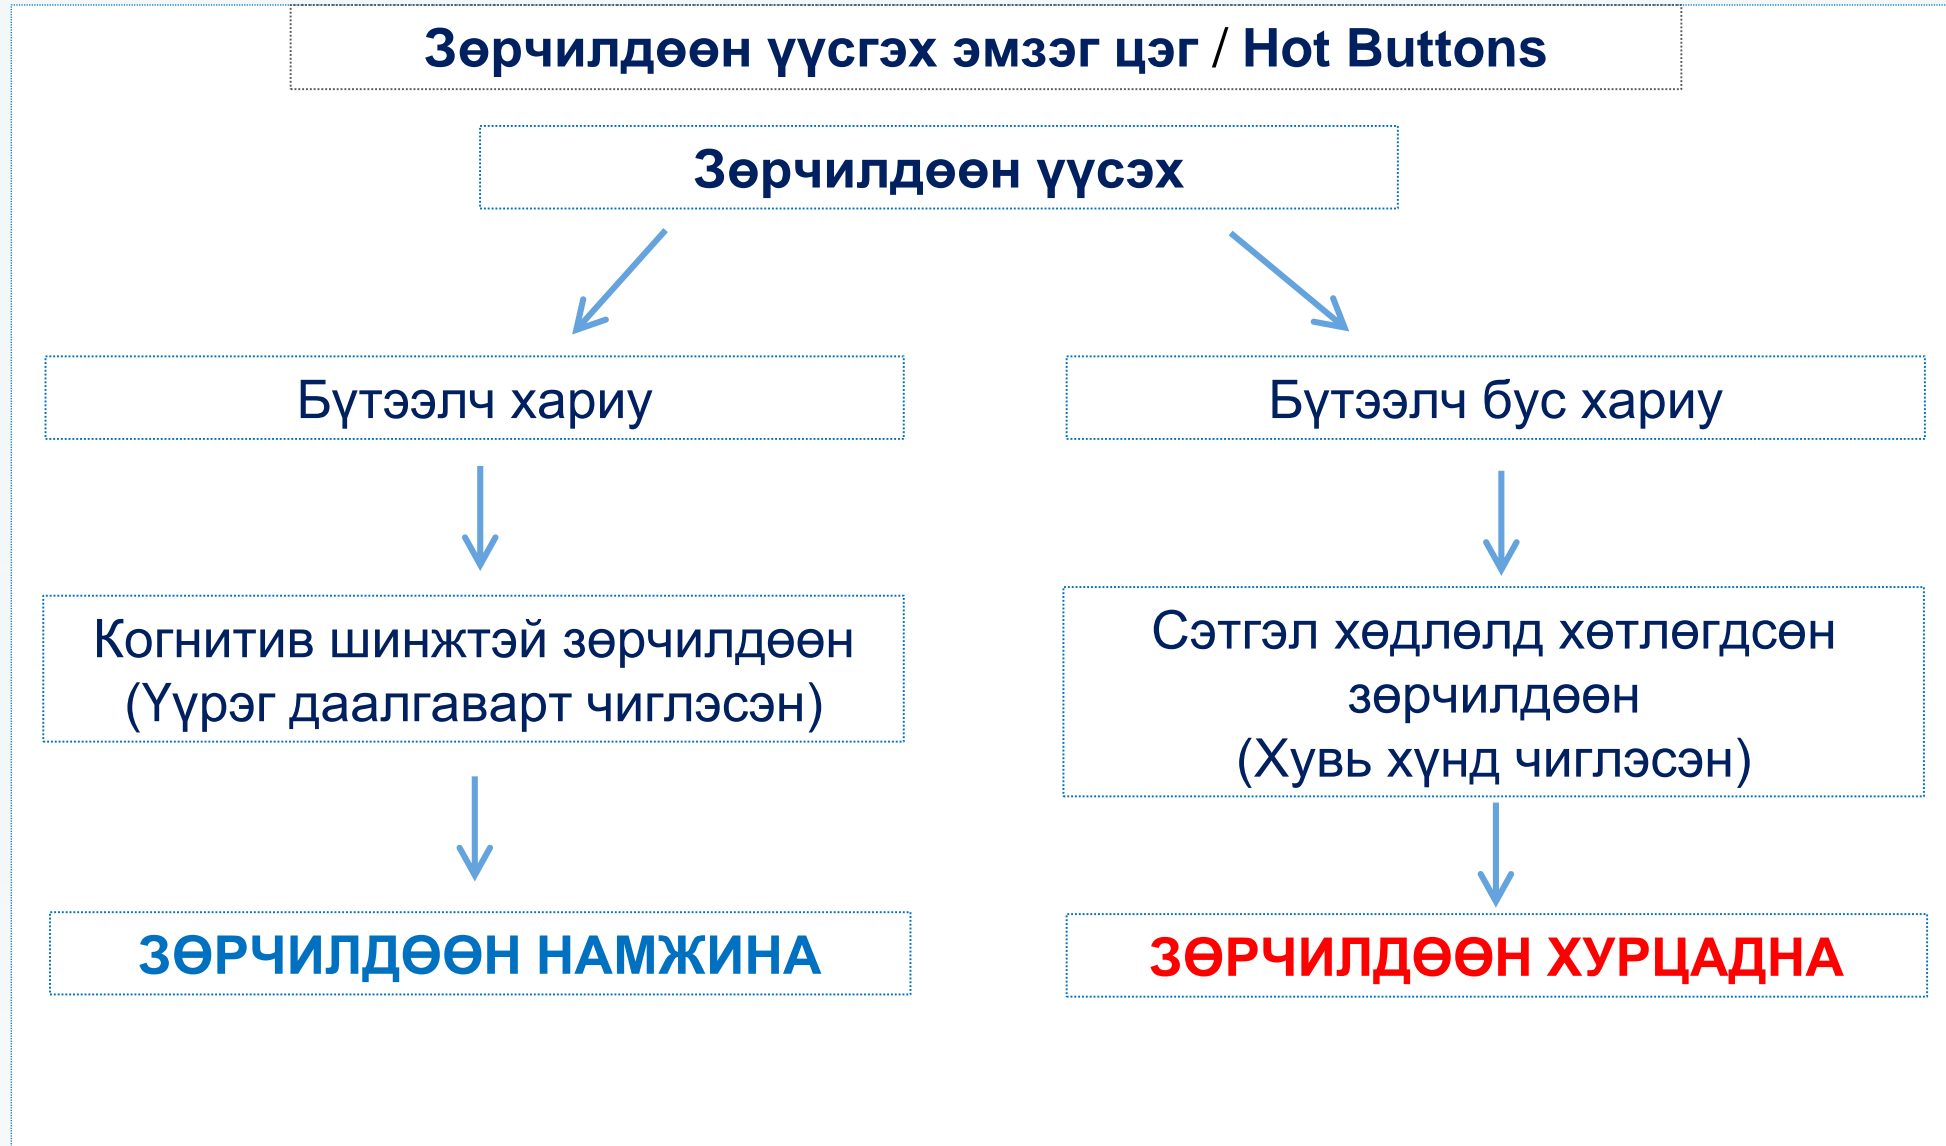 Зөрчилдөөн үүсгэх эмзэг цэг / Hot Buttons
Зөрчилдөөн үүсэх
Бүтээлч хариу
Бүтээлч бус хариу
Когнитив шинжтэй зөрчилдөөн
(Үүрэг даалгаварт чиглэсэн)
Сэтгэл хөдлөлд хөтлөгдсөн
зөрчилдөөн
(Хувь хүнд чиглэсэн)
ЗӨРЧИЛДӨӨН НАМЖИНА
ЗӨРЧИЛДӨӨН ХУРЦАДНА